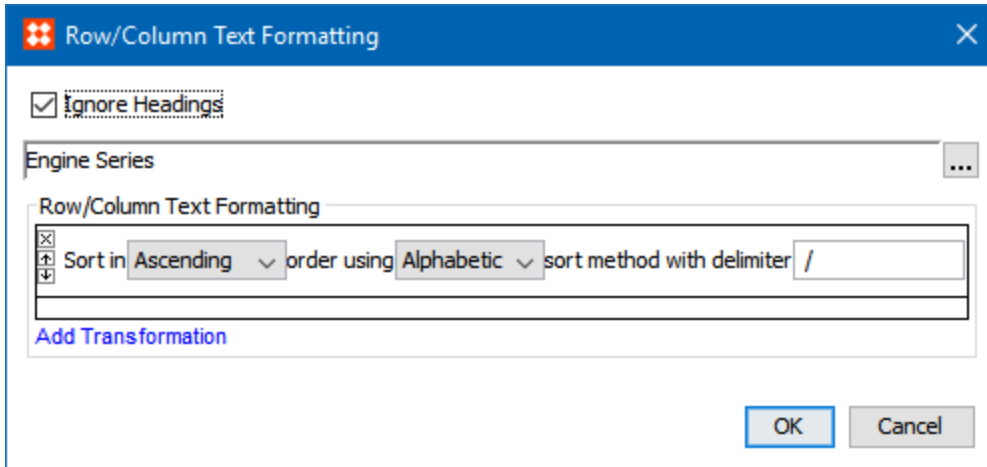 Row/Column Text Formatting
Ignore Headings
Engine Series
...
Row/Column Text Formatting
Sort in Ascending order using Alphabetic sort method with delimiter /
Add Transformation
OK Cancel